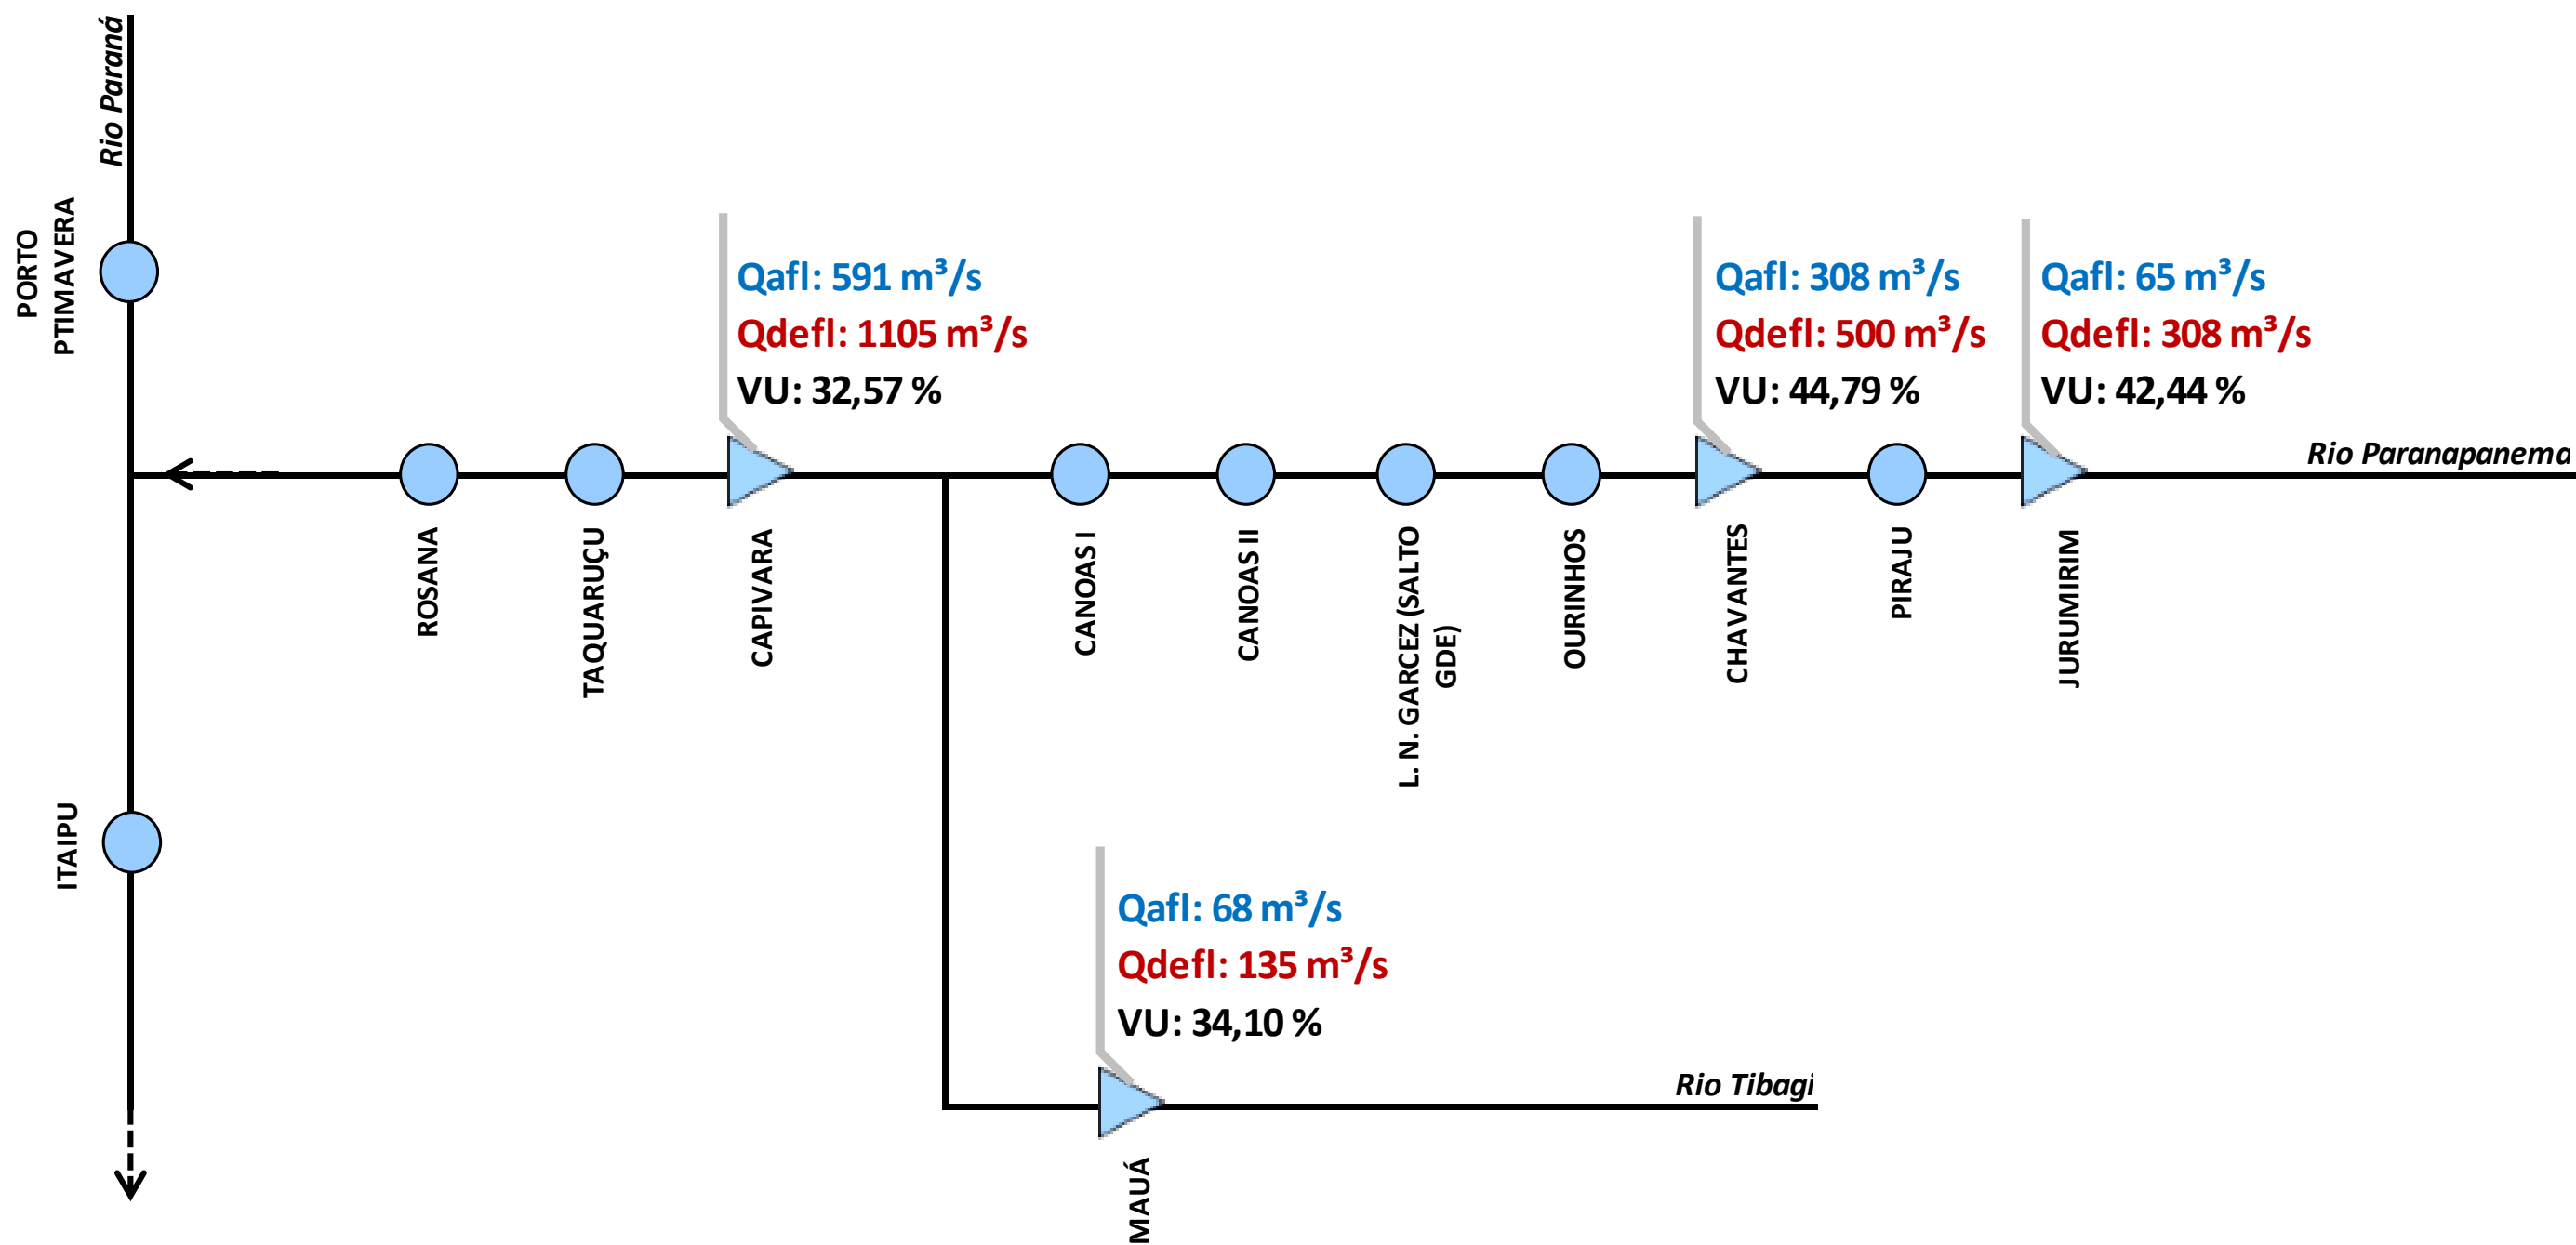 Rio Paraná
PORTO
PTIMAVERA
Qafl: 591 m³/s
Qdefl: 1105 m³/s
VU: 32,57 %
Qafl: 308 m³/s
Qdefl: 500 m³/s
VU: 44,79 %
Qafl: 65 m³/s
Qdefl: 308 m³/s
VU: 42,44 %
Rio Paranapanema
ROSANA
TAQUARUÇU
CAPIVARA
CANOAS I
CANOAS II
L. N. GARCEZ (SALTO
GDE)
OURINHOS
CHAVANTES
PIRAJU
JURUMIRIM
ITAIPU
Qafl: 68 m³/s
Qdefl: 135 m³/s
VU: 34,10 %
Rio Tibagi
MAUÁ